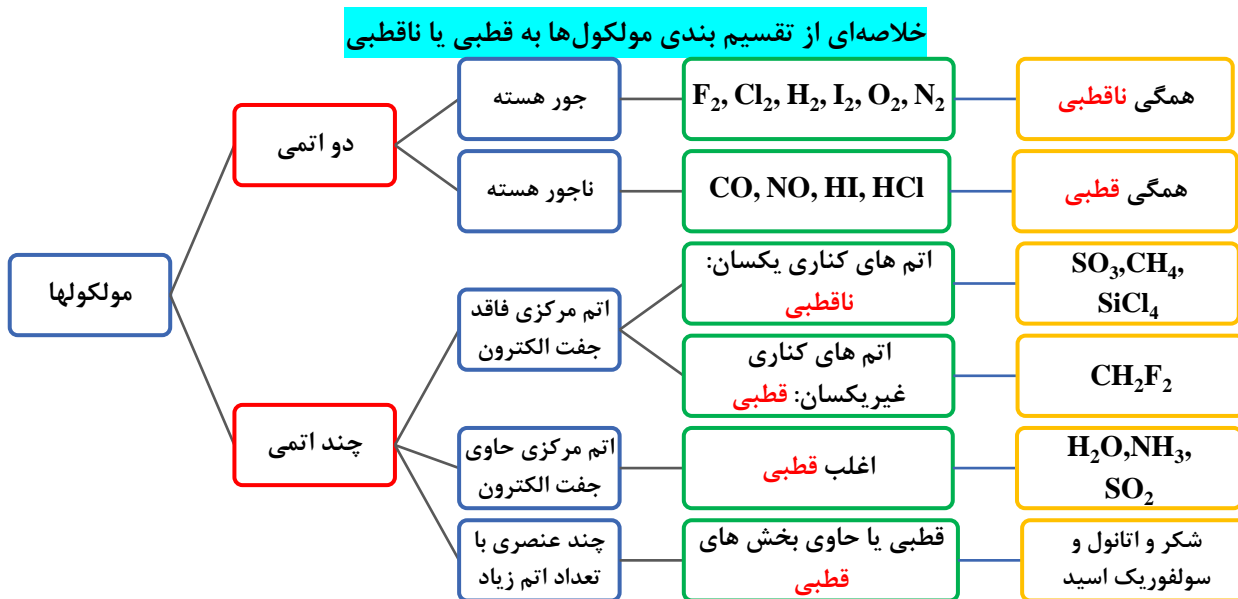 خلاصه‌ای از تقسیم بندی مولکول‌ها به قطبی یا ناقطبی
مولکولها
دو اتمی
جور هسته
F₂, Cl₂, H₂, I₂, O₂, N₂
همگی ناقطبی
ناجور هسته
CO, NO, HI, HCl
همگی قطبی
چند اتمی
اتم مرکزی فاقد
جفت الکترون
اتم های کناری یکسان:
ناقطبی
SO₃,CH₄,
SiCl₄
اتم های کناری
غیریکسان: قطبی
CH₂F₂
اتم مرکزی حاوی
جفت الکترون
اغلب قطبی
H₂O,NH₃,
SO₂
چند عنصری با
تعداد اتم زیاد
قطبی یا حاوی بخش های
قطبی
شکر و اتانول و
سولفوریک اسید